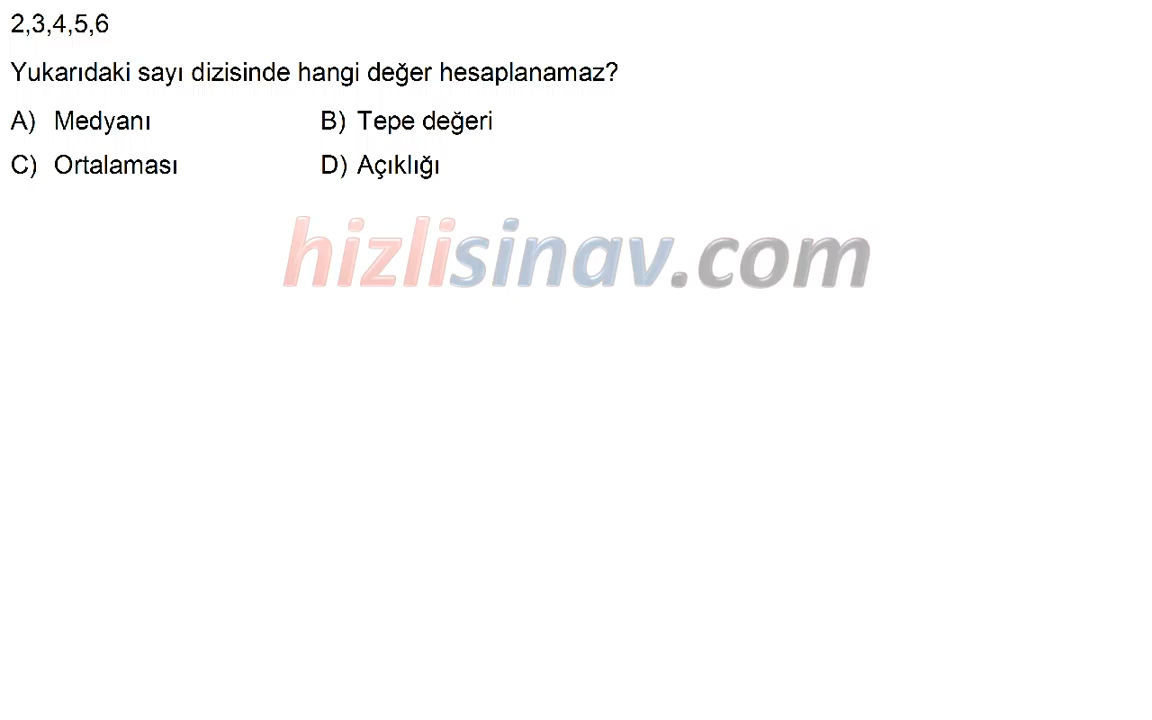 2,3,4,5,6
Yukarıdaki sayı dizisinde hangi değer hesaplanamaz?
A) Medyanı B) Tepe değeri
C) Ortalaması D) Açıklığı
hizlisinav.com